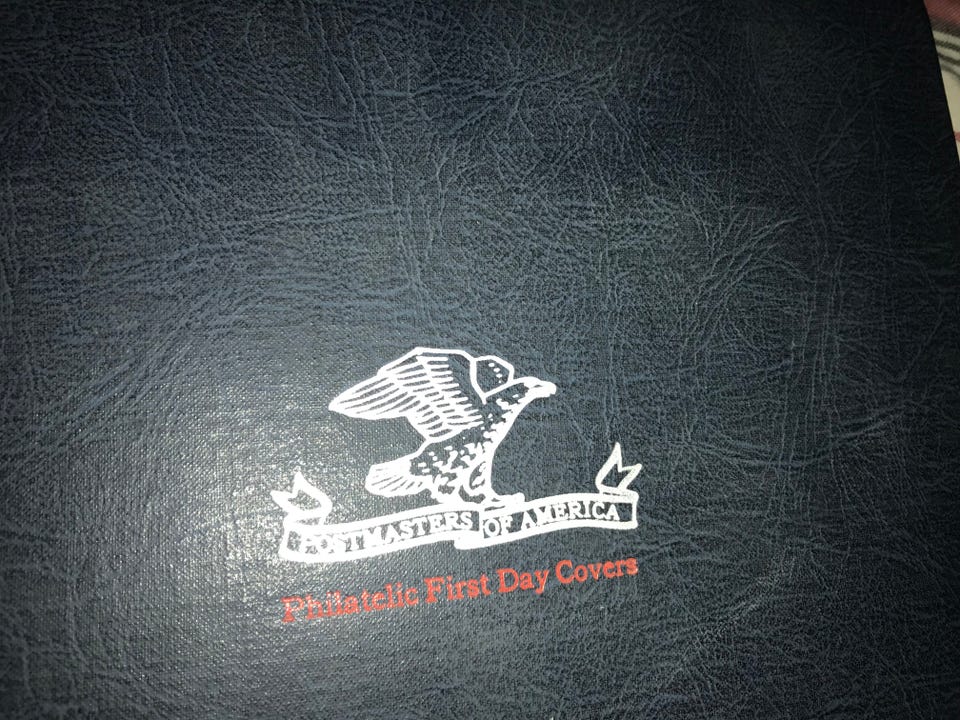 POSTMASTERS OF AMERICA
Philatelic First Day Covers